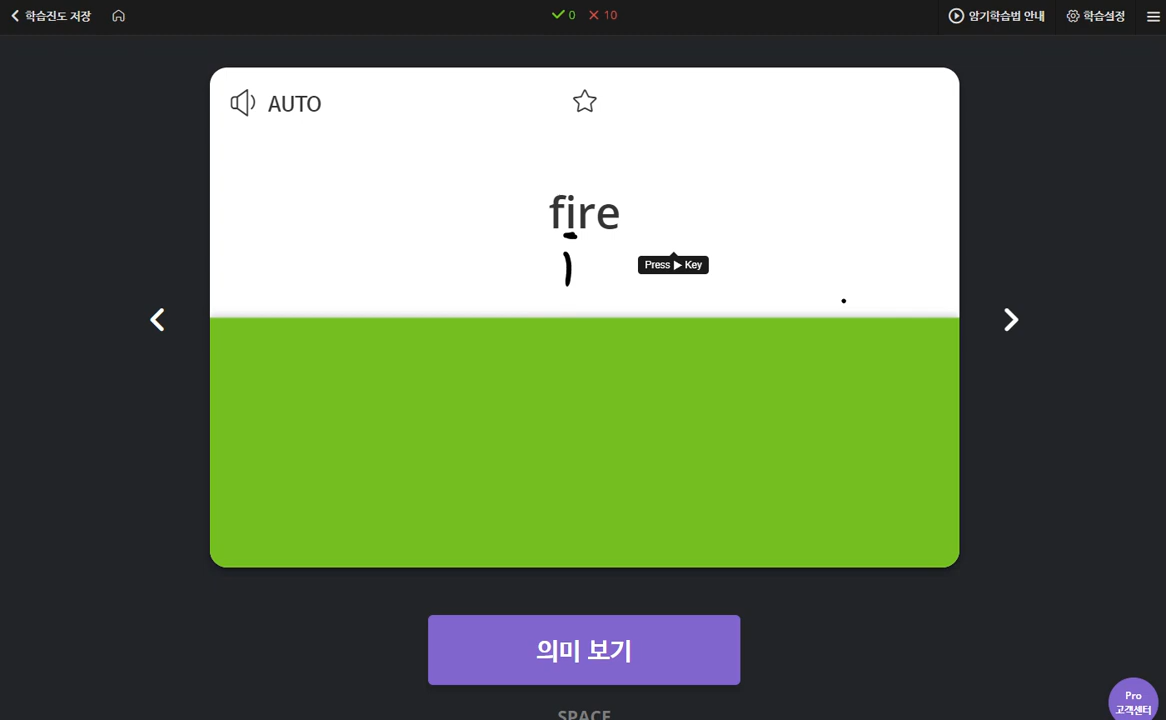 학습진도 저장
0 10
암기학습법 안내
학습설정
AUTO
fire
Press ▶ Key
의미 보기
SPACE
Pro
고객센터